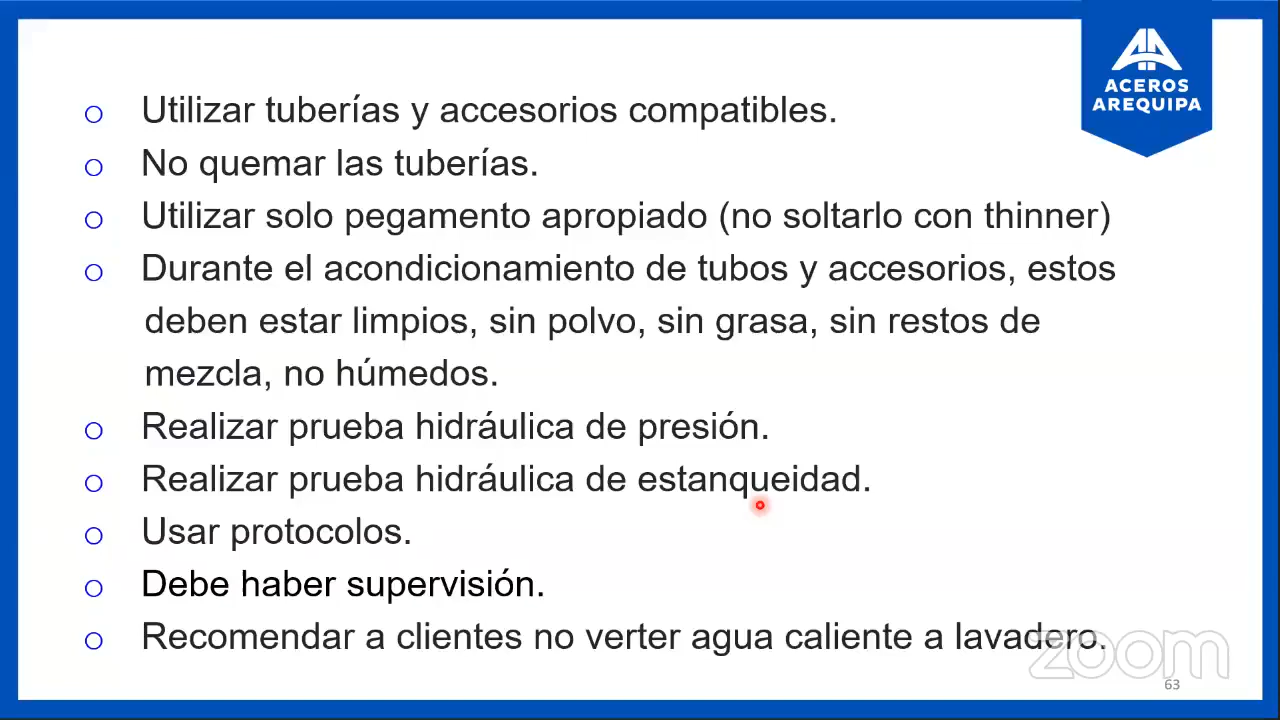 ACEROS
AREQUIPA
o Utilizar tuberías y accesorios compatibles.
o No quemar las tuberías.
o Utilizar solo pegamento apropiado (no soltarlo con thinner)
o Durante el acondicionamiento de tubos y accesorios, estos
deben estar limpios, sin polvo, sin grasa, sin restos de
mezcla, no húmedos.
o Realizar prueba hidráulica de presión.
o Realizar prueba hidráulica de estanqueidad.
o Usar protocolos.
o Debe haber supervisión.
o Recomendar a clientes no verter agua caliente a lavadero.
zoom
63